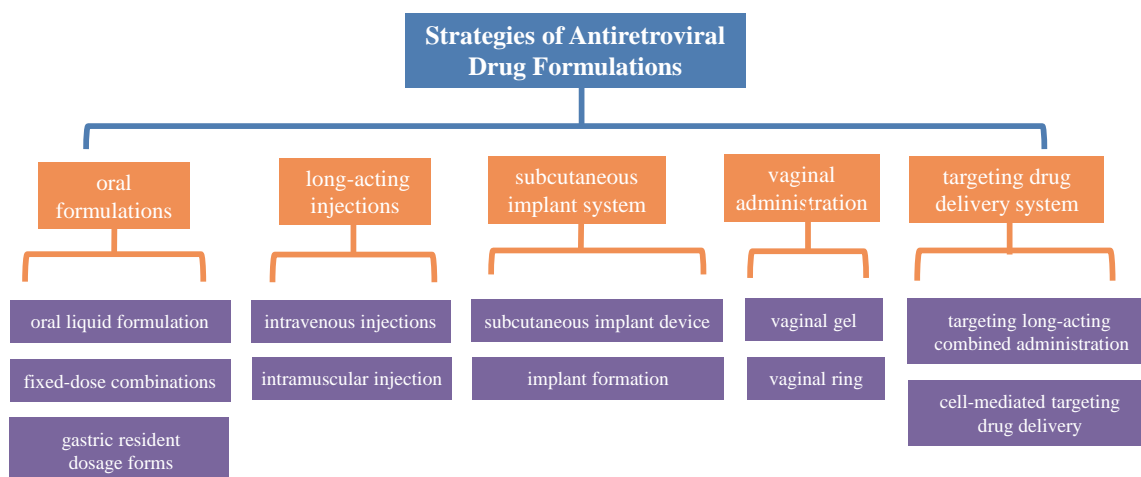 Strategies of Antiretroviral
Drug Formulations
oral
formulations
long-acting
injections
subcutaneous
implant system
vaginal
administration
targeting drug
delivery system
oral liquid formulation
fixed-dose combinations
gastric resident
dosage forms
intravenous injections
intramuscular injection
subcutaneous implant device
implant formation
vaginal gel
vaginal ring
targeting long-acting
combined administration
cell-mediated targeting
drug delivery